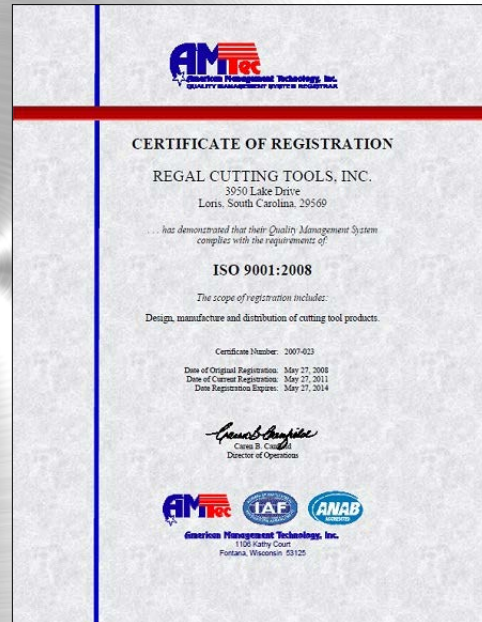 AMTec
American Management Technology, Inc.
QUALITY MANAGEMENT SYSTEM REGISTRAR
CERTIFICATE OF REGISTRATION
REGAL CUTTING TOOLS, INC.
3950 Lake Drive
Loris, South Carolina, 29569
. . . has demonstrated that their Quality Management System
complies with the requirements of:
ISO 9001:2008
The scope of registration includes:
Design, manufacture and distribution of cutting tool products.
Certificate Number: 2007-023
Date of Original Registration: May 27, 2008
Date of Current Registration: May 27, 2011
Date Registration Expires: May 27, 2014
Caren B.
Director of Operations
AMTec IAF ANAB
ACCREDITED
American Management Technology, Inc.
1106 Kathy Court
Fontana, Wisconsin 53125